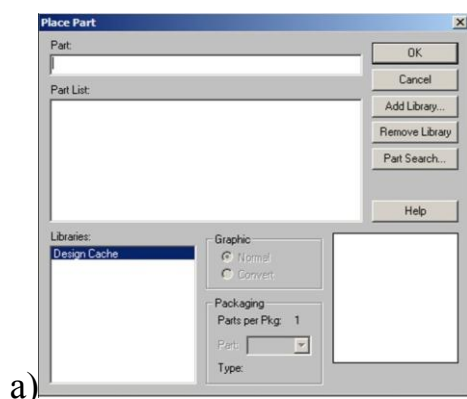 Place Part
Part:
OK
Cancel
Part List:
Add Library...
Remove Library
Part Search...
Help
Libraries:
Design Cache
Graphic
Normal
Convert
Packaging
Parts per Pkg: 1
Part:
Type:
a)